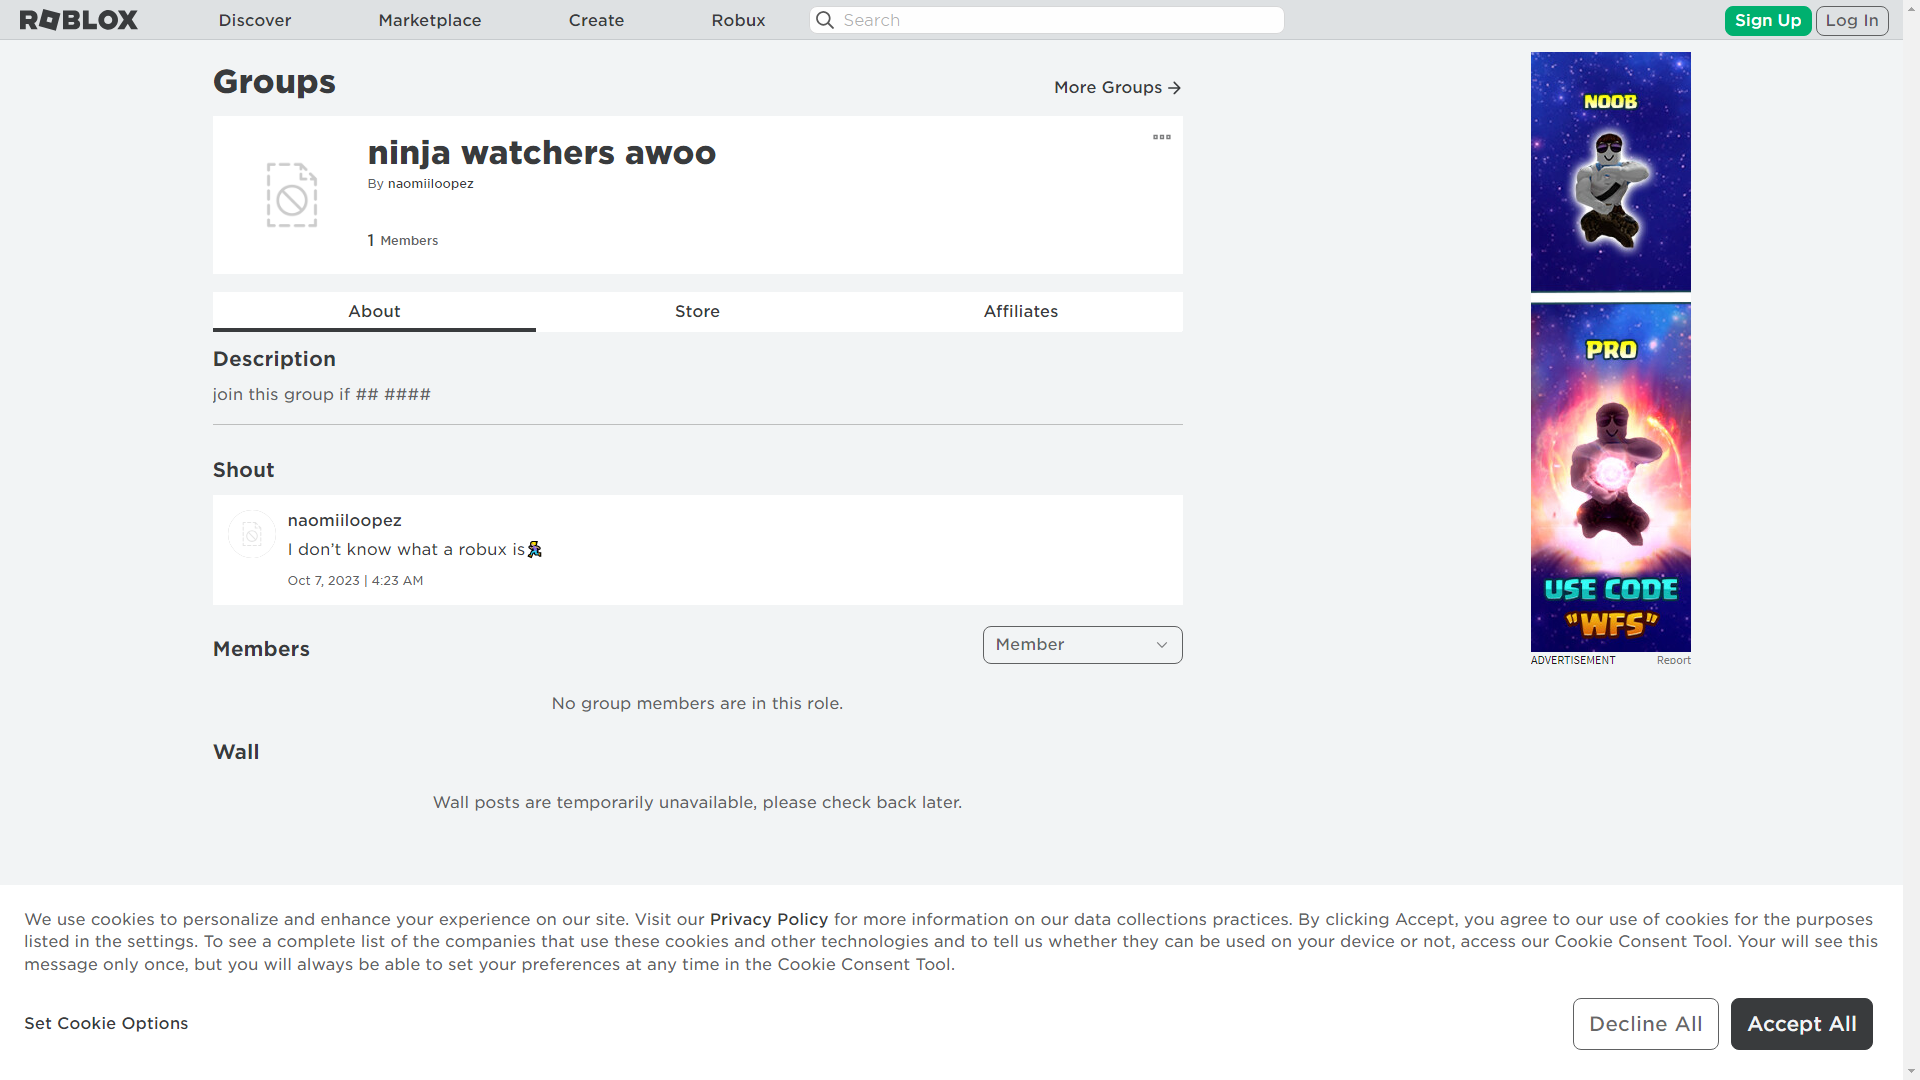 ROBLOX
Discover
Marketplace
Create
Robux
Search
Sign Up
Log In
Groups
More Groups
ninja watchers awoo
By naomiiloopez
1 Members
About
Store
Affiliates
Description
join this group if ## ####
Shout
naomiiloopez
I don’t know what a robux is
Oct 7, 2023 | 4:23 AM
Members
Member
No group members are in this role.
Wall
Wall posts are temporarily unavailable, please check back later.
NOOB
PRO
USE CODE
"WFS"
ADVERTISEMENT
Report
We use cookies to personalize and enhance your experience on our site. Visit our Privacy Policy for more information on our data collections practices. By clicking Accept, you agree to our use of cookies for the purposes
listed in the settings. To see a complete list of the companies that use these cookies and other technologies and to tell us whether they can be used on your device or not, access our Cookie Consent Tool. Your will see this
message only once, but you will always be able to set your preferences at any time in the Cookie Consent Tool.
Set Cookie Options
Decline All
Accept All